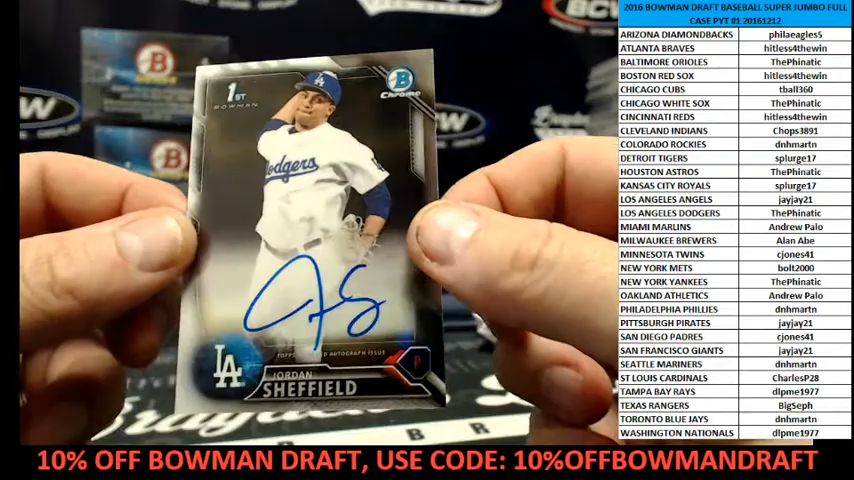 2016 BOWMAN DRAFT BASEBALL SUPER JUMBO FULL
CASE PYT #1 20161212
ARIZONA DIAMONDBACKS philaeagles5
ATLANTA BRAVES hitless4thewin
BALTIMORE ORIOLES ThePhinatic
BOSTON RED SOX hitless4thewin
CHICAGO CUBS tball360
CHICAGO WHITE SOX ThePhinatic
CINCINNATI REDS hitless4thewin
CLEVELAND INDIANS Chops3891
COLORADO ROCKIES dnhmartn
DETROIT TIGERS splurge17
HOUSTON ASTROS ThePhinatic
KANSAS CITY ROYALS splurge17
LOS ANGELES ANGELS jayjay21
LOS ANGELES DODGERS ThePhinatic
MIAMI MARLINS Andrew Palo
MILWAUKEE BREWERS Alan Abe
MINNESOTA TWINS cjones41
NEW YORK METS bolt2000
NEW YORK YANKEES ThePhinatic
OAKLAND ATHLETICS Andrew Palo
PHILADELPHIA PHILLIES dnhmartn
PITTSBURGH PIRATES jayjay21
SAN DIEGO PADRES cjones41
SAN FRANCISCO GIANTS jayjay21
SEATTLE MARINERS dnhmartn
ST LOUIS CARDINALS CharlesP28
TAMPA BAY RAYS dlpme1977
TEXAS RANGERS BigSeph
TORONTO BLUE JAYS dnhmartn
WASHINGTON NATIONALS dlpme1977
1ST
BOWMAN
B
Chrome
LA
Dodgers
AUTOGRAPH ISSUE
LA
P
JORDAN
SHEFFIELD
10% OFF BOWMAN DRAFT, USE CODE: 10%OFFBOWMANDRAFT